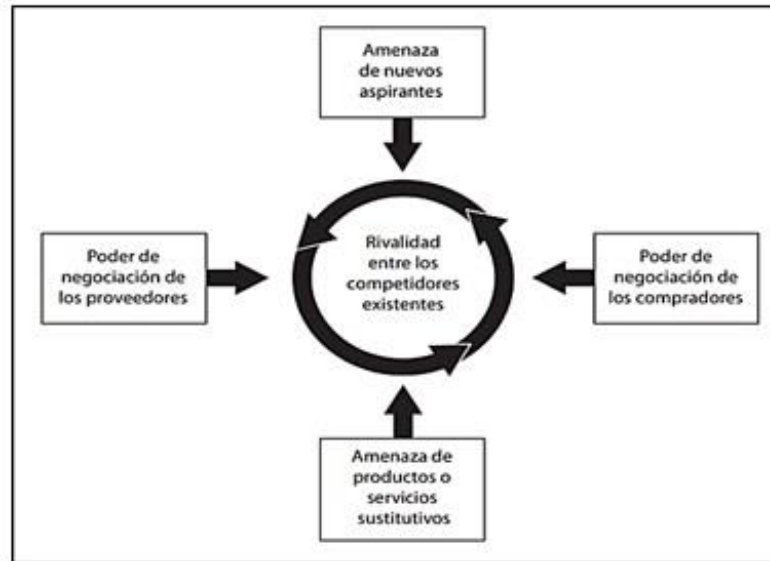 Amenaza
de nuevos
aspirantes
Poder de
negociación de
los proveedores
Rivalidad
entre los
competidores
existentes
Poder de
negociación de
los compradores
Amenaza de
productos o
servicios
sustitutivos